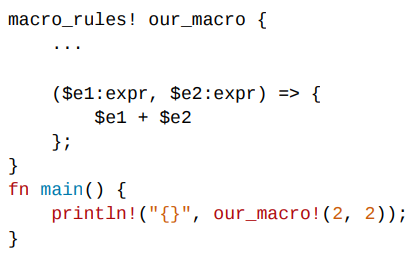 macro_rules! our_macro {
    ...

    ($e1:expr, $e2:expr) => {
        $e1 + $e2
    };
}
fn main() {
    println!("{}", our_macro!(2, 2));
}